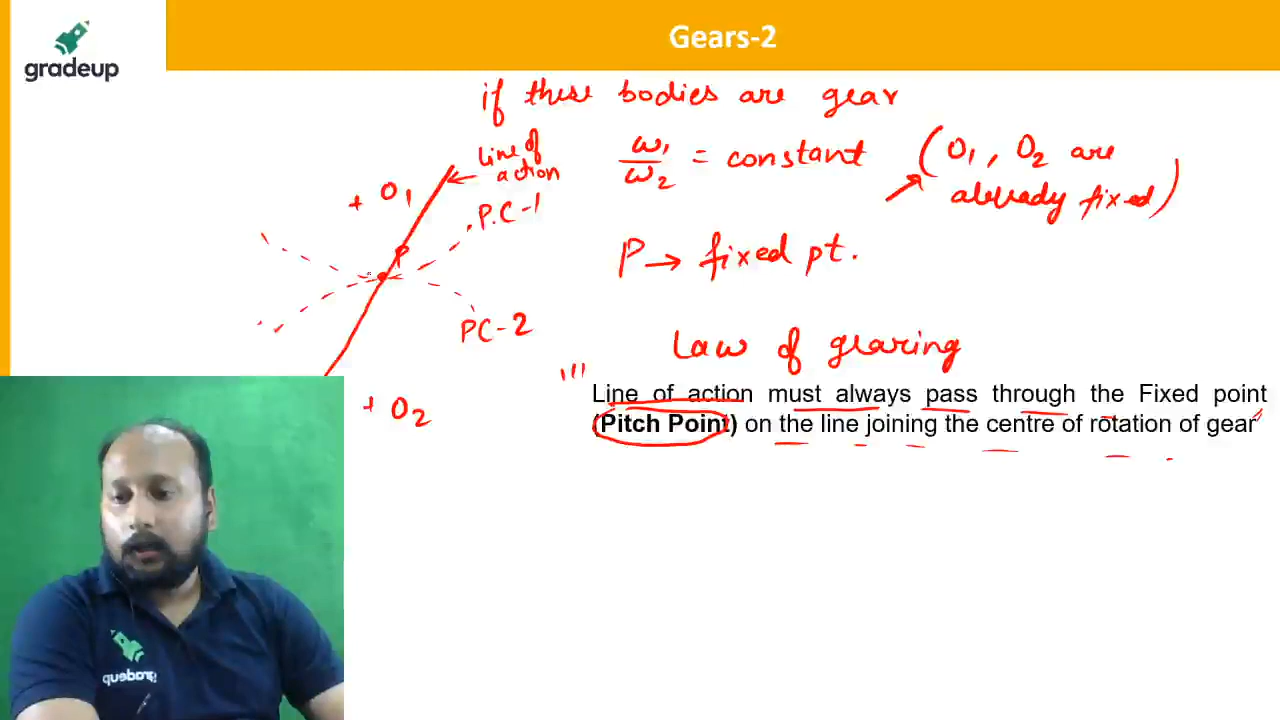 Gears-2
gradeup
if these bodies are gear
ω1/ω2 = constant (O1, O2 are already fixed)
line of action
+ O1
P.C-1
P
P → fixed pt.
PC-2
Law of gearing
Line of action must always pass through the Fixed point
(Pitch Point) on the line joining the centre of rotation of gear
+ O2
gradeup